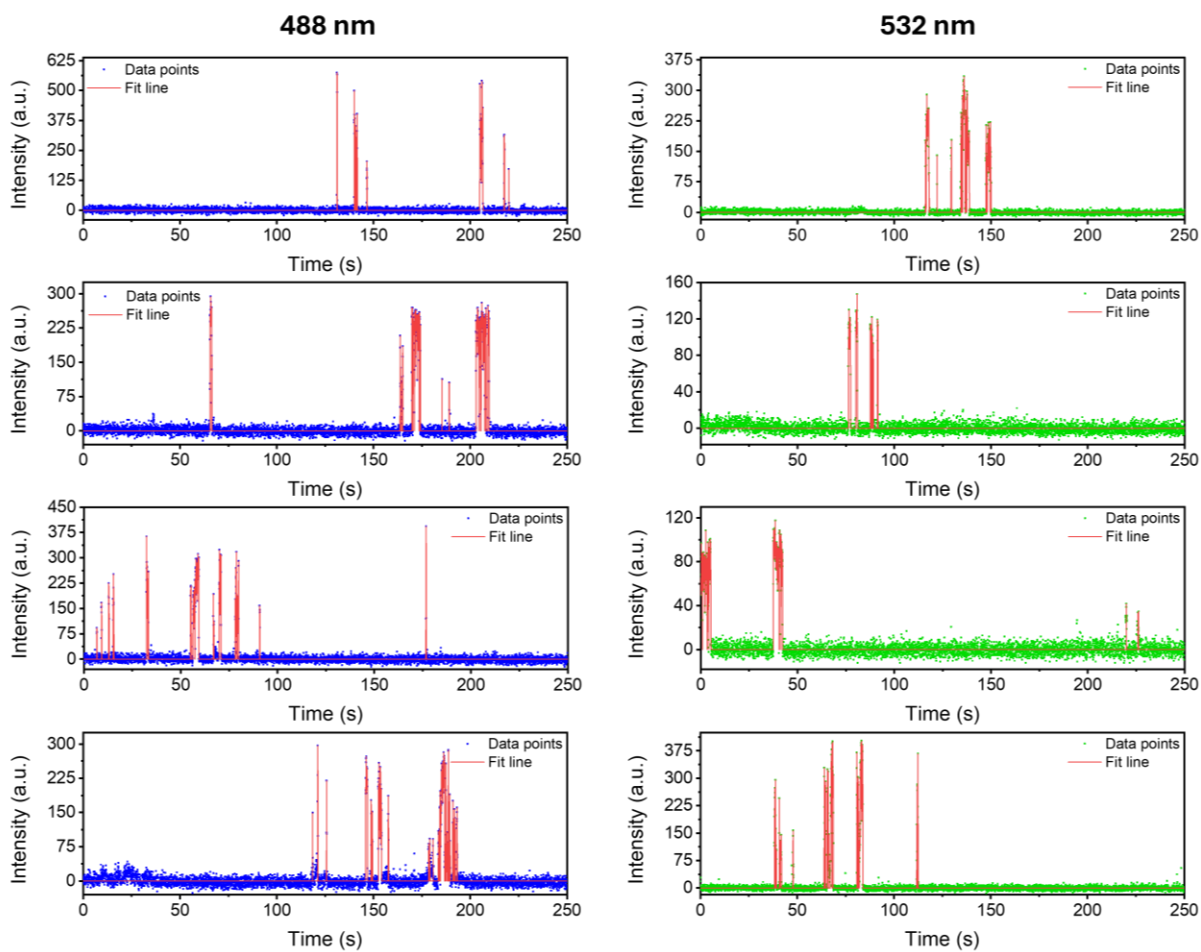 488 nm
532 nm
625
500
375
250
125
0
Intensity (a.u.)
Data points
Fit line
0 50 100 150 200 250
Time (s)
375
300
225
150
75
0
Intensity (a.u.)
Data points
Fit line
0 50 100 150 200 250
Time (s)
300
225
150
75
0
Intensity (a.u.)
Data points
Fit line
0 50 100 150 200 250
Time (s)
160
120
80
40
0
Intensity (a.u.)
Data points
Fit line
0 50 100 150 200 250
Time (s)
450
375
300
225
150
75
0
Intensity (a.u.)
Data points
Fit line
0 50 100 150 200 250
Time (s)
120
80
40
0
Intensity (a.u.)
Data points
Fit line
0 50 100 150 200 250
Time (s)
300
225
150
75
0
Intensity (a.u.)
Data points
Fit line
0 50 100 150 200 250
Time (s)
375
300
225
150
75
0
Intensity (a.u.)
Data points
Fit line
0 50 100 150 200 250
Time (s)